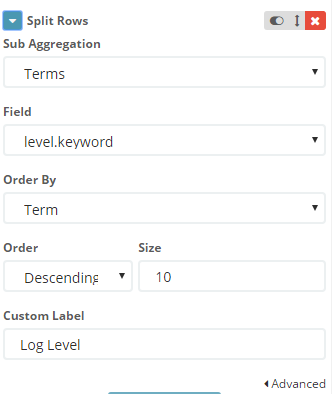 Split Rows
Sub Aggregation
Terms
Field
level.keyword
Order By
Term
Order Size
Descending 10
Custom Label
Log Level
Advanced